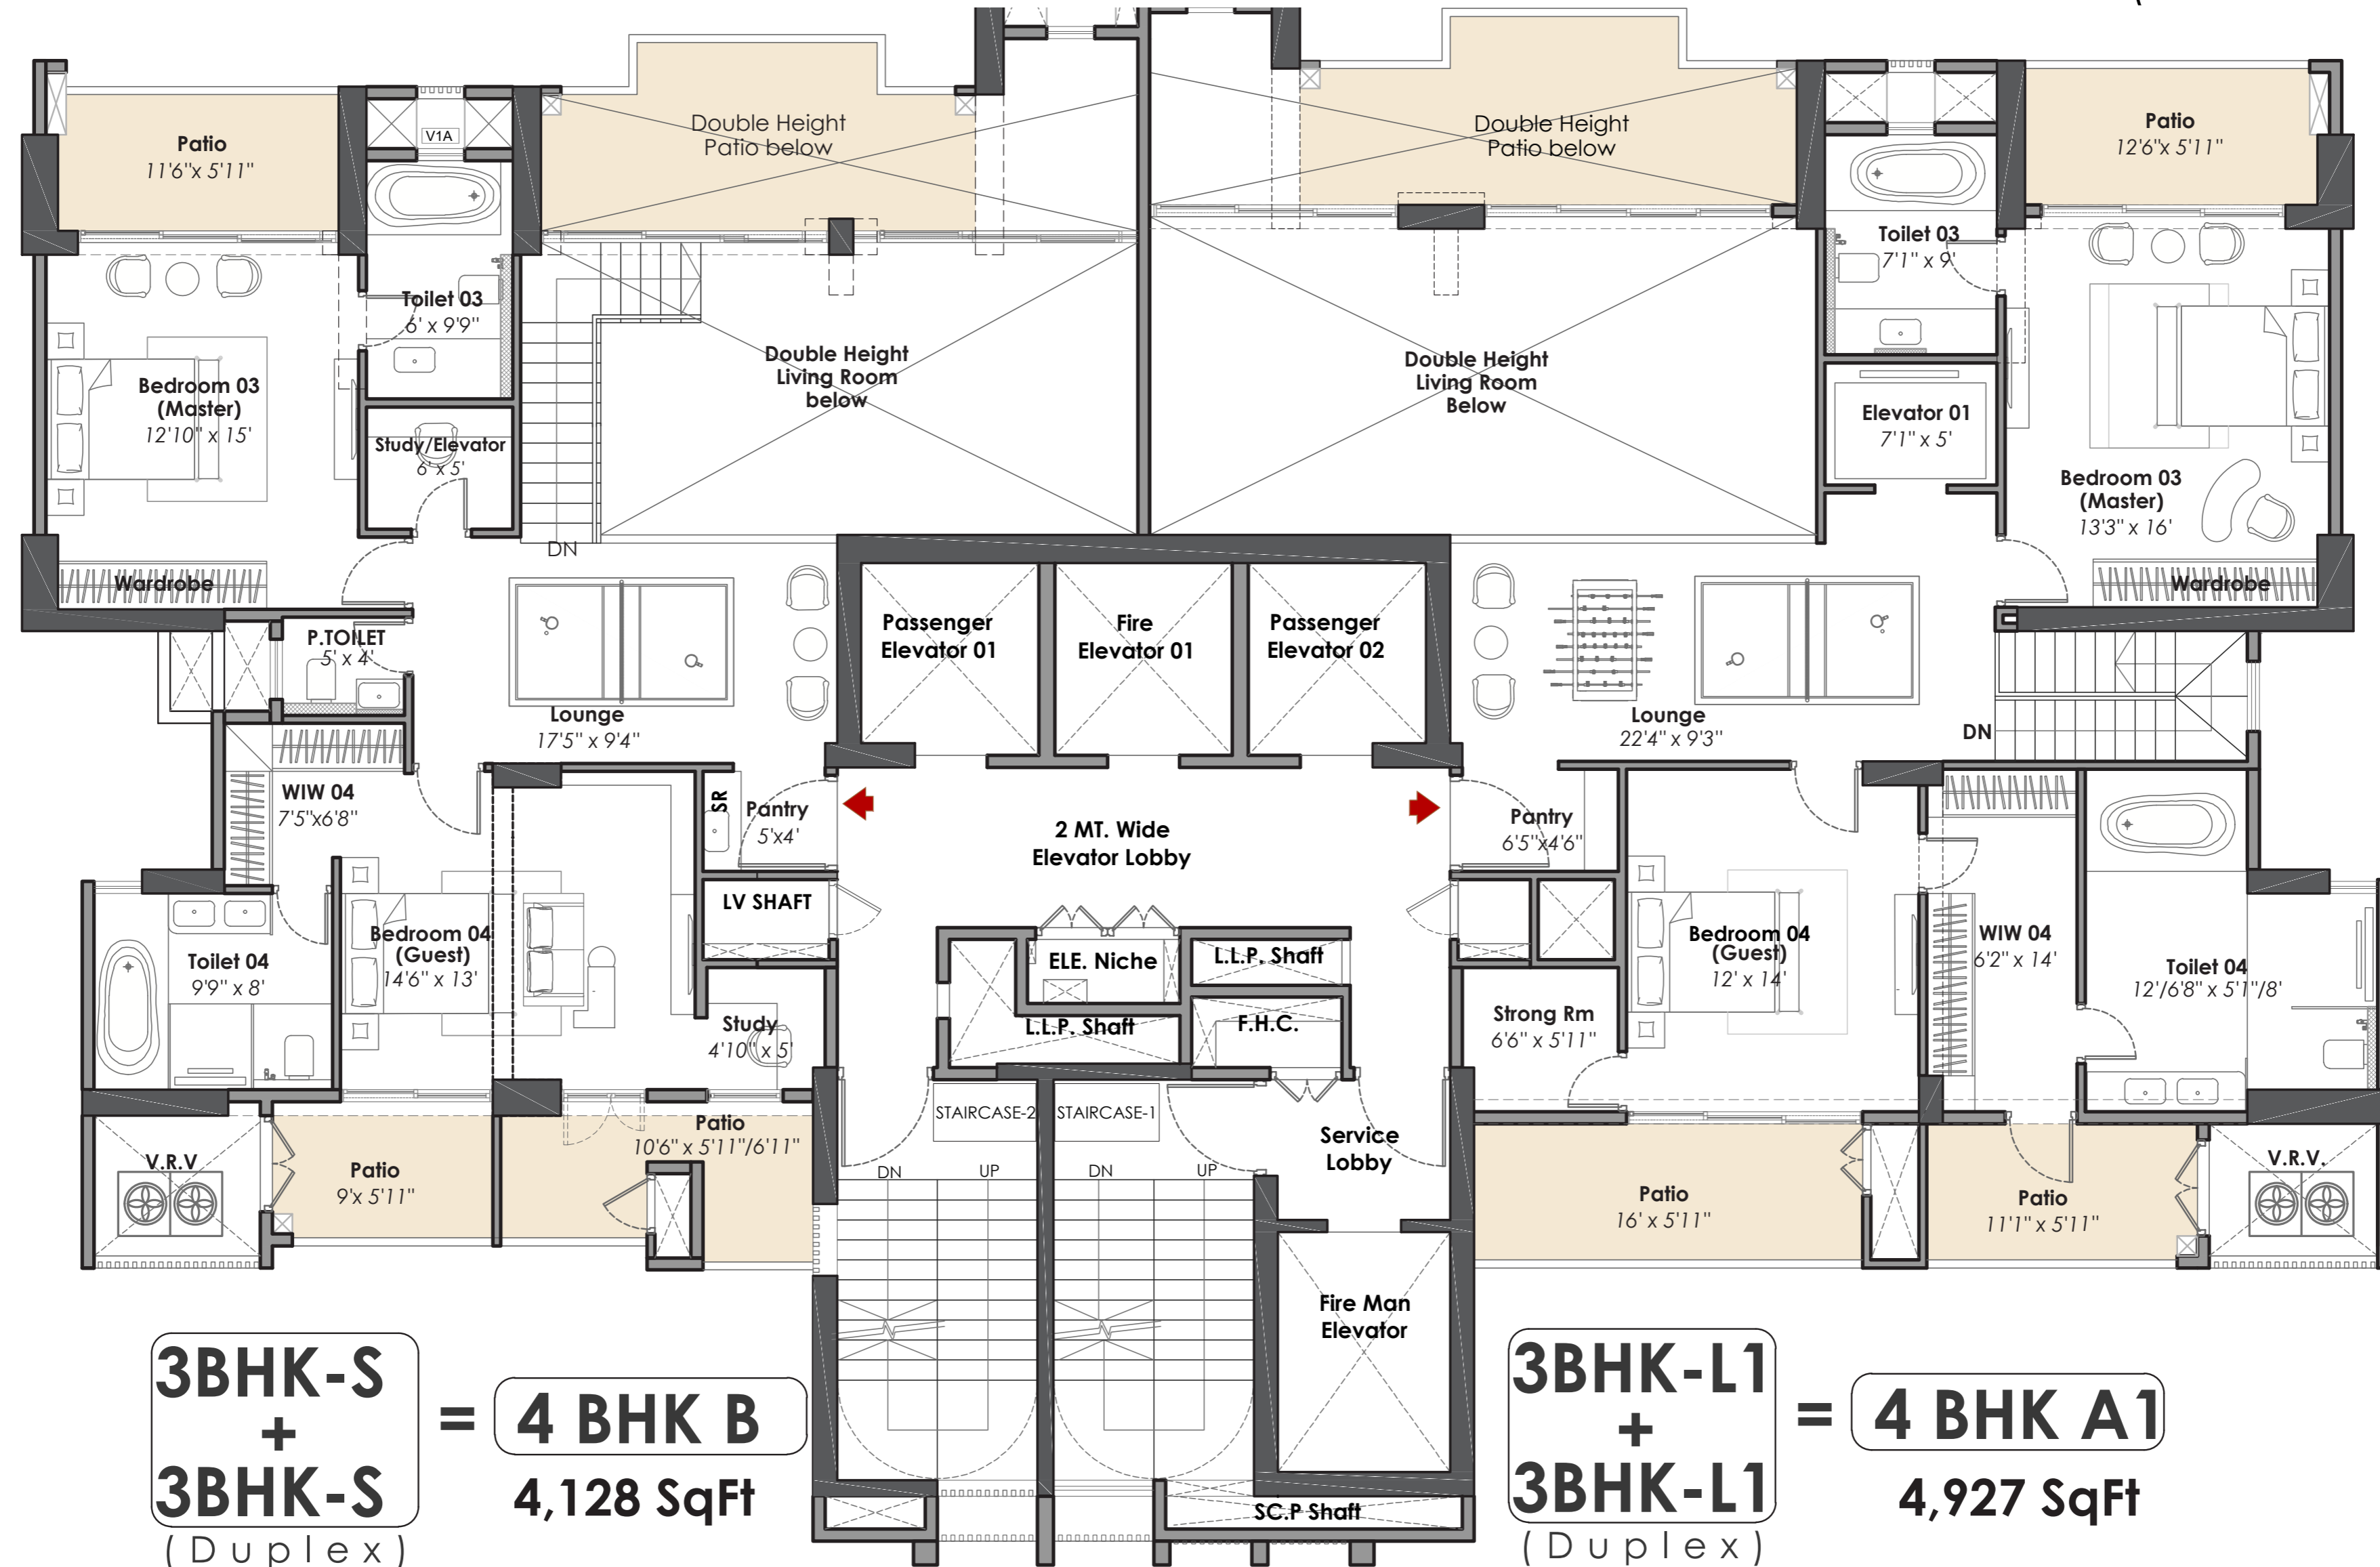 Patio
11'6"x 5'11"
V1A
Double Height
Patio below
Double Height
Patio below
Patio
12'6"x 5'11"
Toilet 03
6' x 9'9"
Toilet 03
7'1" x 9'
Bedroom 03
(Master)
12'10" x 15'
Study/Elevator
6' x 5'
Double Height
Living Room
below
Double Height
Living Room
Below
Elevator 01
7'1" x 5'
Bedroom 03
(Master)
13'3" x 16'
DN
Wardrobe
Wardrobe
P.TOILET
5' x 4'
Passenger
Elevator 01
Fire
Elevator 01
Passenger
Elevator 02
Lounge
17'5" x 9'4"
Lounge
22'4" x 9'3"
DN
WIW 04
7'5"x6'8"
SR
Pantry
5'x4'
2 MT. Wide
Elevator Lobby
Pantry
6'5"x4'6"
LV SHAFT
Toilet 04
9'9" x 8'
Bedroom 04
(Guest)
14'6" x 13'
ELE. Niche
L.L.P. Shaft
L.L.P. Shaft
F.H.C.
Study
4'10" x 5'
Strong Rm
6'6" x 5'11"
Bedroom 04
(Guest)
12' x 14'
WIW 04
6'2" x 14'
Toilet 04
12'/6'8" x 5'1"/8'
STAIRCASE-2
STAIRCASE-1
Patio
10'6" x 5'11"/6'11"
Service
Lobby
V.R.V
Patio
9'x 5'11"
DN
UP
DN
UP
Patio
16' x 5'11"
Patio
11'1" x 5'11"
V.R.V.
Fire Man
Elevator
3BHK-S
+
3BHK-S
(Duplex)
= 4 BHK B
4,128 SqFt
SC.P Shaft
3BHK-L1
+
3BHK-L1
(Duplex)
= 4 BHK A1
4,927 SqFt